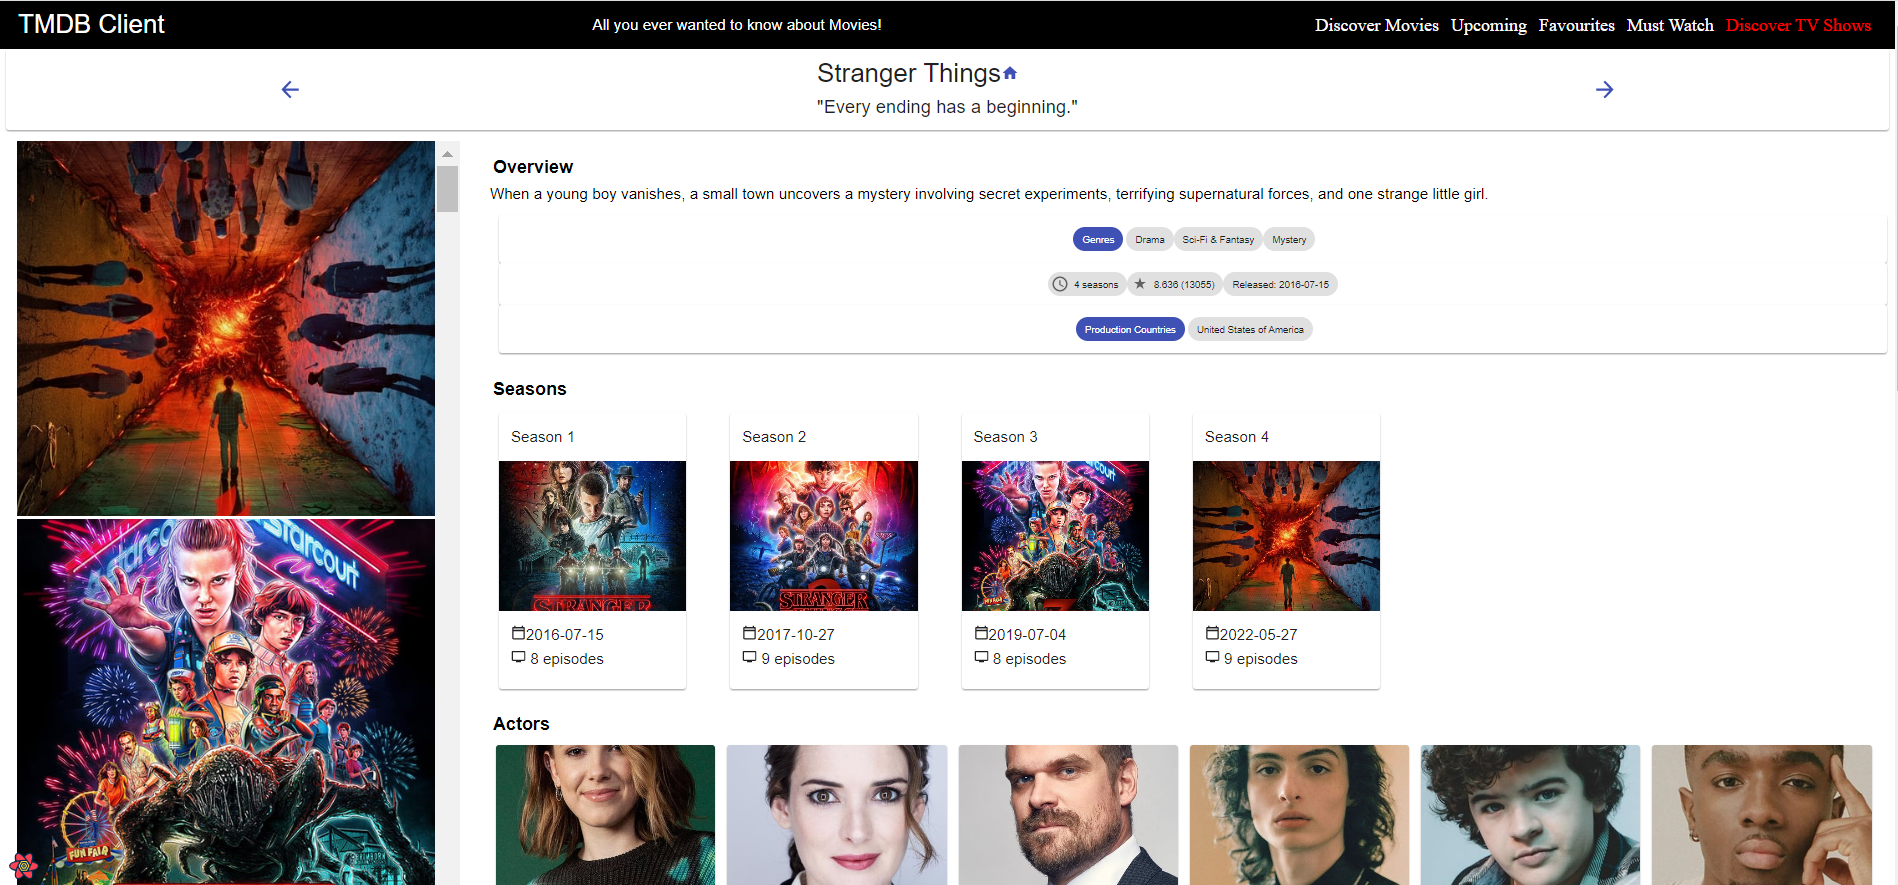 TMDB Client
All you ever wanted to know about Movies!
Discover Movies Upcoming Favourites Must Watch Discover TV Shows
Stranger Things
"Every ending has a beginning."
Overview
When a young boy vanishes, a small town uncovers a mystery involving secret experiments, terrifying supernatural forces, and one strange little girl.
Genres Drama Sci-Fi & Fantasy Mystery
4 seasons 8.636 (13055) Released: 2016-07-15
Production Countries United States of America
Seasons
Season 1
Season 2
Season 3
Season 4
STRANGER
STRANGER
2016-07-15
8 episodes
2017-10-27
9 episodes
2019-07-04
8 episodes
2022-05-27
9 episodes
Starcourt
FUN FAIR
Actors